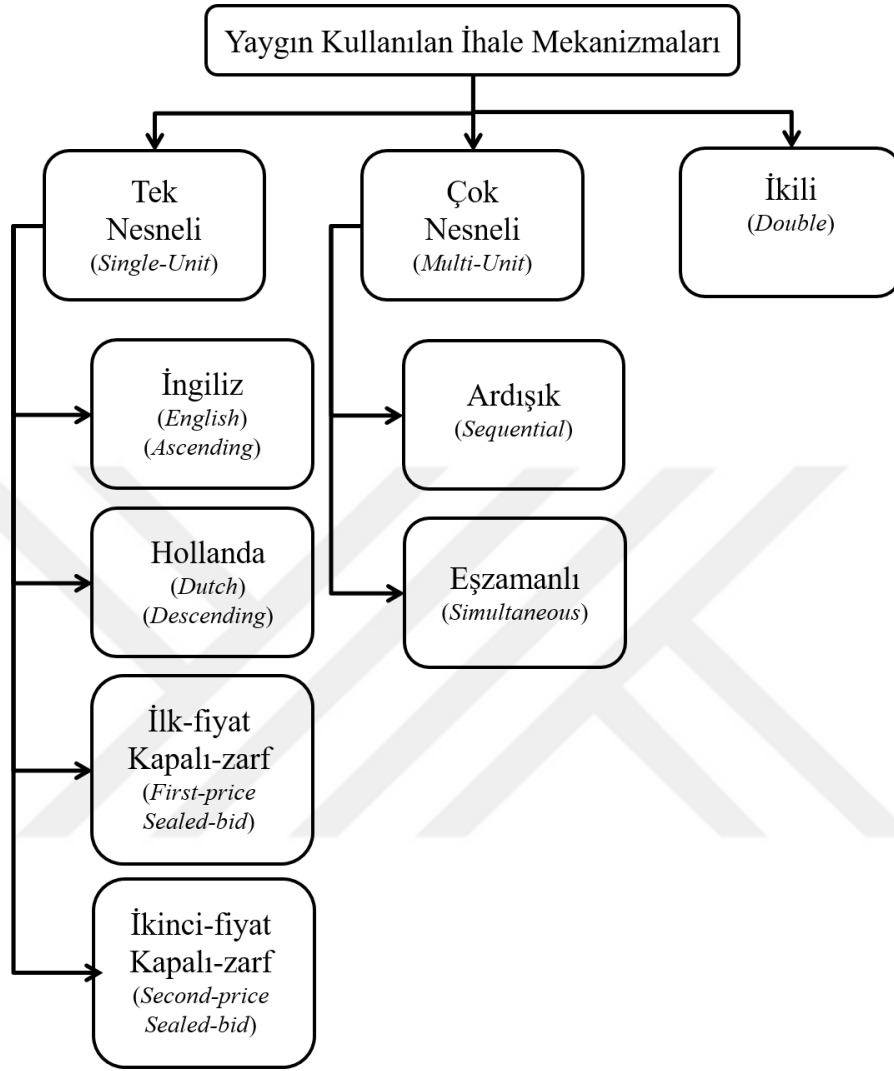 Yaygın Kullanılan İhale Mekanizmaları
Tek
Nesneli
(Single-Unit)
Çok
Nesneli
(Multi-Unit)
İkili
(Double)
İngiliz
(English)
(Ascending)
Hollanda
(Dutch)
(Descending)
İlk-fiyat
Kapalı-zarf
(First-price
Sealed-bid)
İkinci-fiyat
Kapalı-zarf
(Second-price
Sealed-bid)
Ardışık
(Sequential)
Eşzamanlı
(Simultaneous)